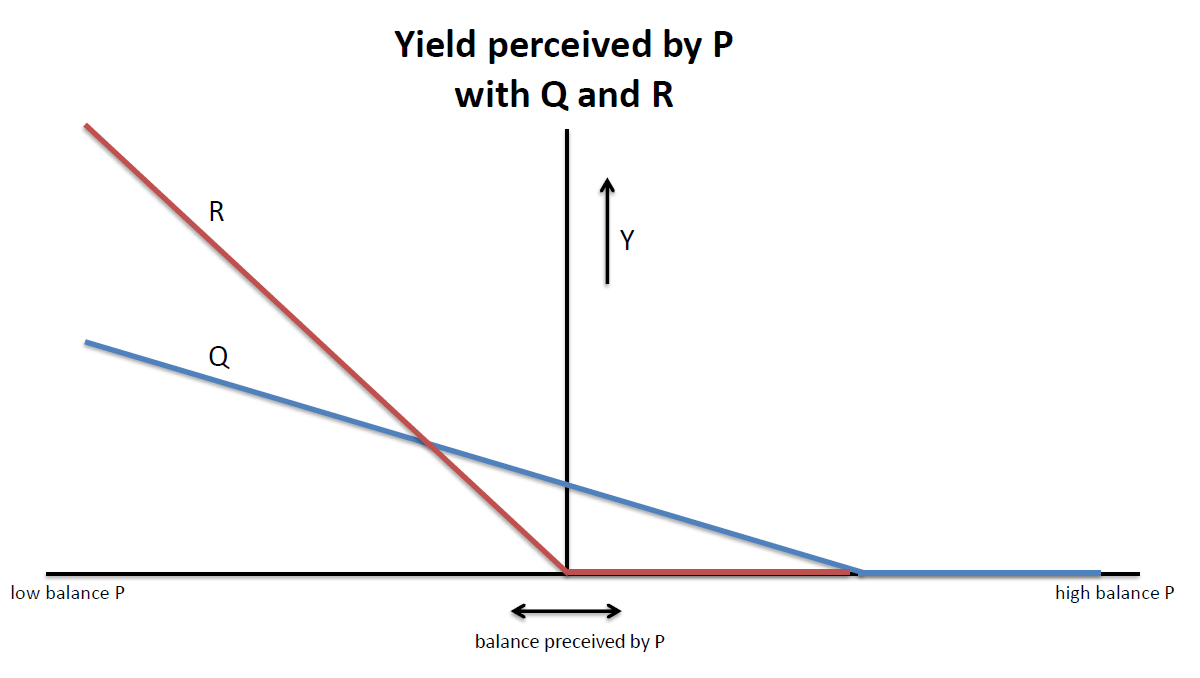 Yield perceived by P
with Q and R
R
Y
Q
low balance P
high balance P
balance preceived by P